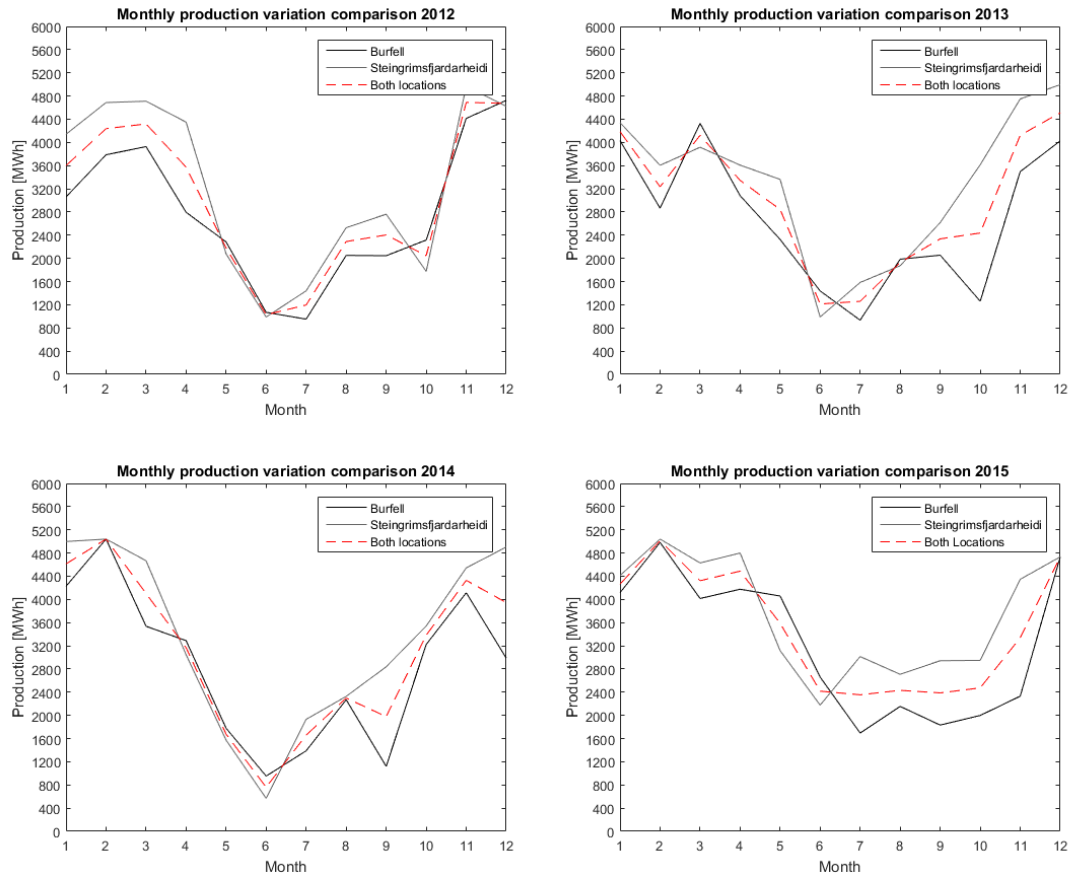 Monthly production variation comparison 2012
Production [MWh]
6000
5600
5200
4800
4400
4000
3600
3200
2800
2400
2000
1600
1200
800
400
0
Burfell
Steingrimsfjardarheidi
Both locations
1 2 3 4 5 6 7 8 9 10 11 12
Month
Monthly production variation comparison 2013
Production [MWh]
6000
5600
5200
4800
4400
4000
3600
3200
2800
2400
2000
1600
1200
800
400
0
Burfell
Steingrimsfjardarheidi
Both locations
1 2 3 4 5 6 7 8 9 10 11 12
Month
Monthly production variation comparison 2014
Production [MWh]
6000
5600
5200
4800
4400
4000
3600
3200
2800
2400
2000
1600
1200
800
400
0
Burfell
Steingrimsfjardarheidi
Both locations
1 2 3 4 5 6 7 8 9 10 11 12
Month
Monthly production variation comparison 2015
Production [MWh]
6000
5600
5200
4800
4400
4000
3600
3200
2800
2400
2000
1600
1200
800
400
0
Burfell
Steingrimsfjardarheidi
Both Locations
1 2 3 4 5 6 7 8 9 10 11 12
Month